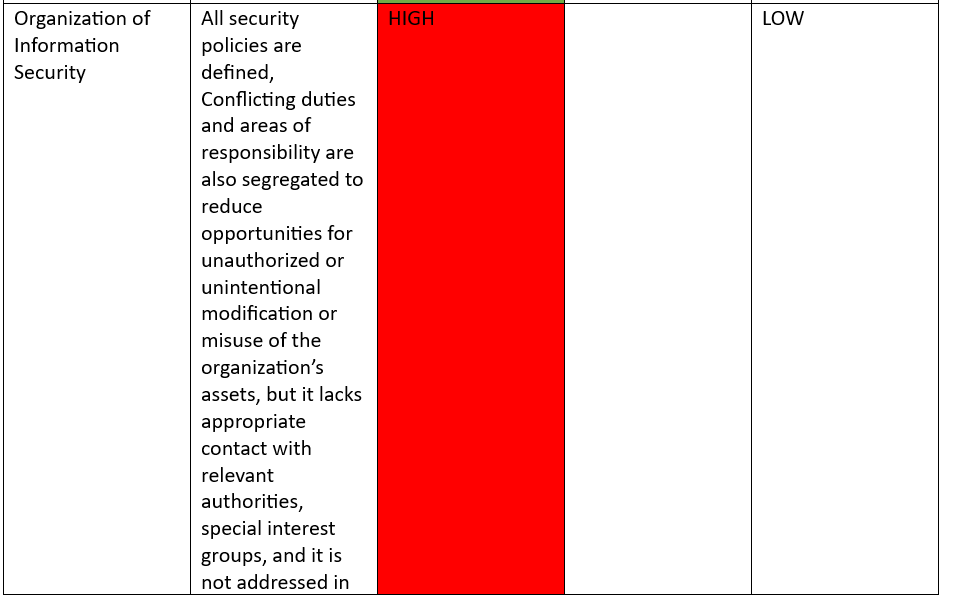 Organization of
Information
Security
All security
policies are
defined,
Conflicting duties
and areas of
responsibility are
also segregated to
reduce
opportunities for
unauthorized or
unintentional
modification or
misuse of the
organization’s
assets, but it lacks
appropriate
contact with
relevant
authorities,
special interest
groups, and it is
not addressed in
HIGH
LOW